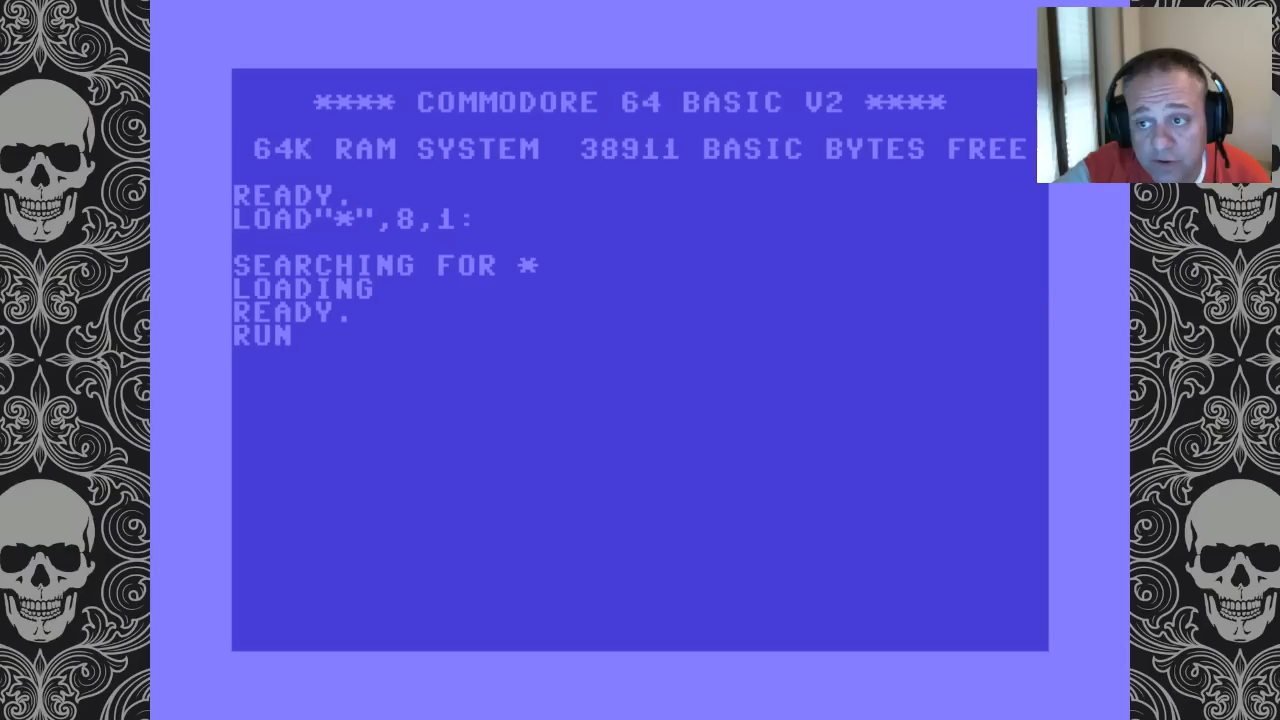 **** COMMODORE 64 BASIC V2 ****
64K RAM SYSTEM  38911 BASIC BYTES FREE
READY.
LOAD"*",8,1:
SEARCHING FOR *
LOADING
READY.
RUN